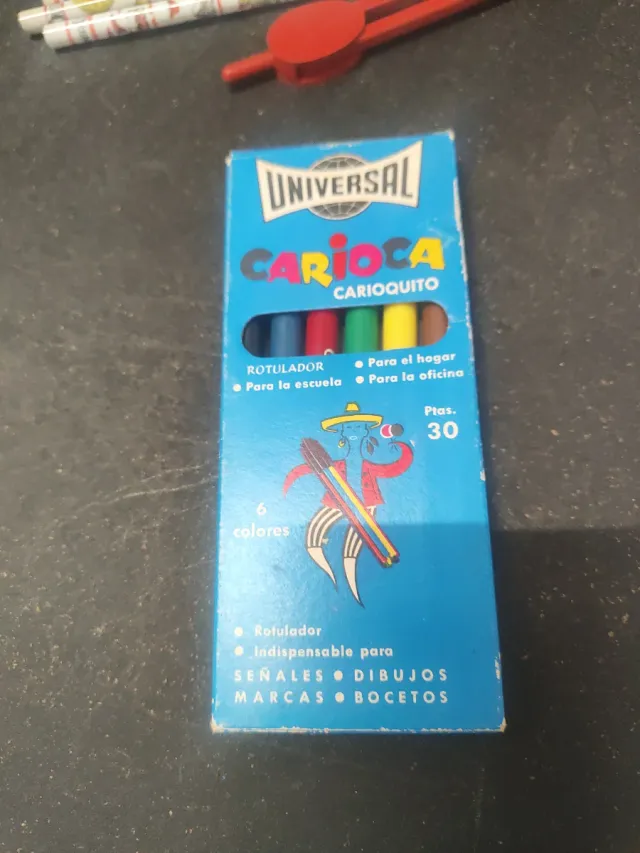 UNIVERSAL
CARIOCA
CARIOQUITO
ROTULADOR
● Para el hogar
● Para la escuela
● Para la oficina
Ptas.
30
6
colores
● Rotulador
● Indispensable para
SEÑALES ● DIBUJOS
MARCAS ● BOCETOS